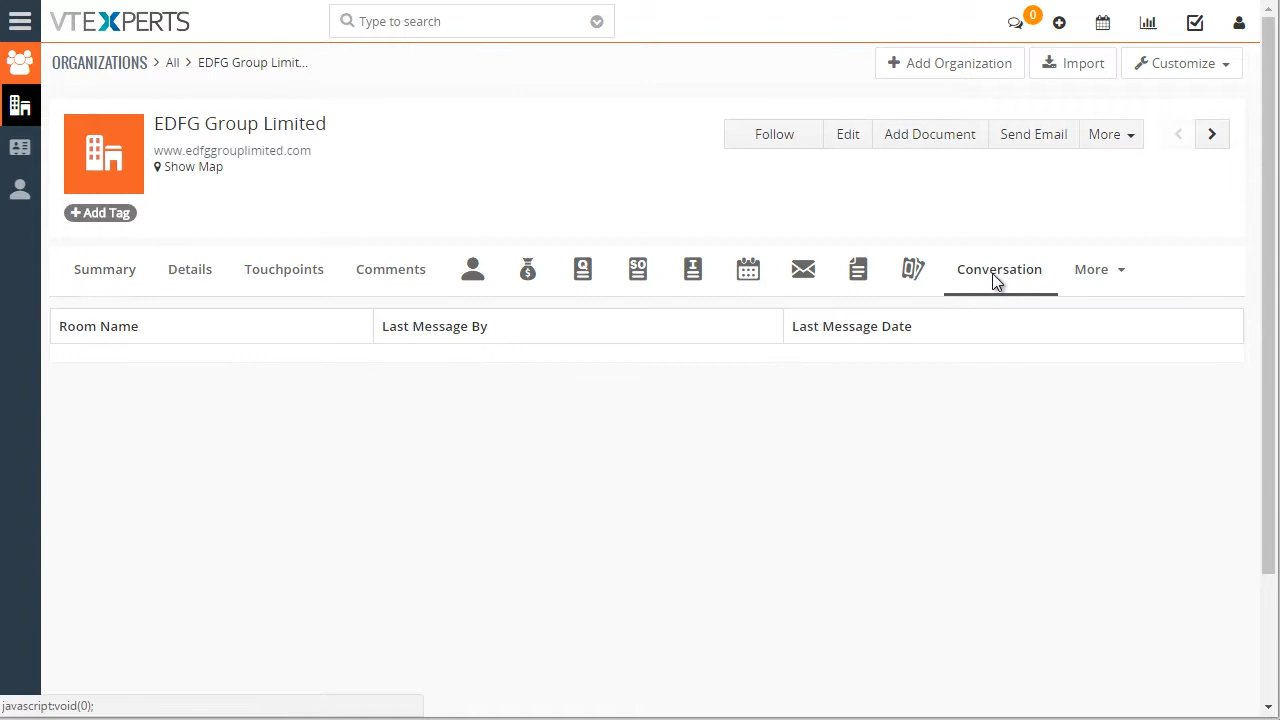 VTEXPERTS
Type to search
0
ORGANIZATIONS > All > EDFG Group Limit...
+ Add Organization
Import
Customize
EDFG Group Limited
www.edfggrouplimited.com
Show Map
+ Add Tag
Follow
Edit
Add Document
Send Email
More
Summary
Details
Touchpoints
Comments
$
Q
SO
I
Conversation
More
Room Name
Last Message By
Last Message Date
javascript:void(0);